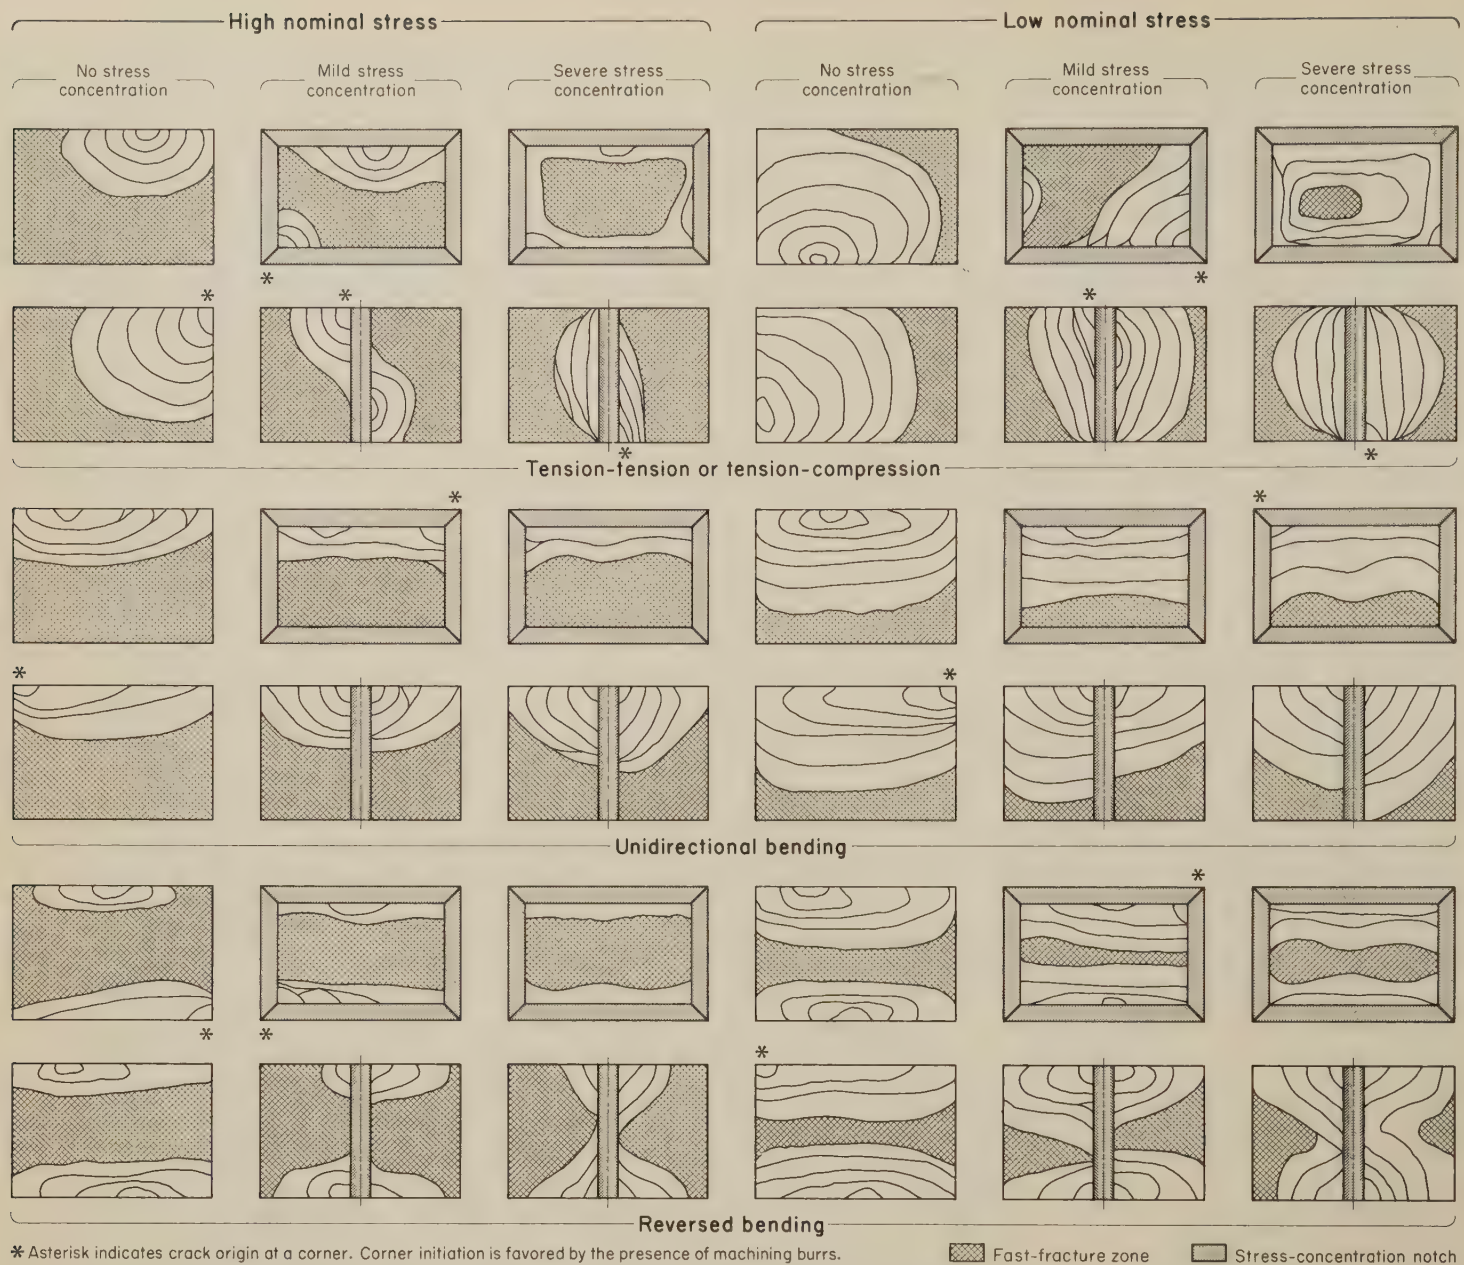 High nominal stress
Low nominal stress
No stress
concentration
Mild stress
concentration
Severe stress
concentration
No stress
concentration
Mild stress
concentration
Severe stress
concentration
*
*
*
*
*
*
*
*
Tension-tension or tension-compression
*
*
*
*
Unidirectional bending
*
*
*
*
Reversed bending
* Asterisk indicates crack origin at a corner. Corner initiation is favored by the presence of machining burrs.
Fast-fracture zone
Stress-concentration notch